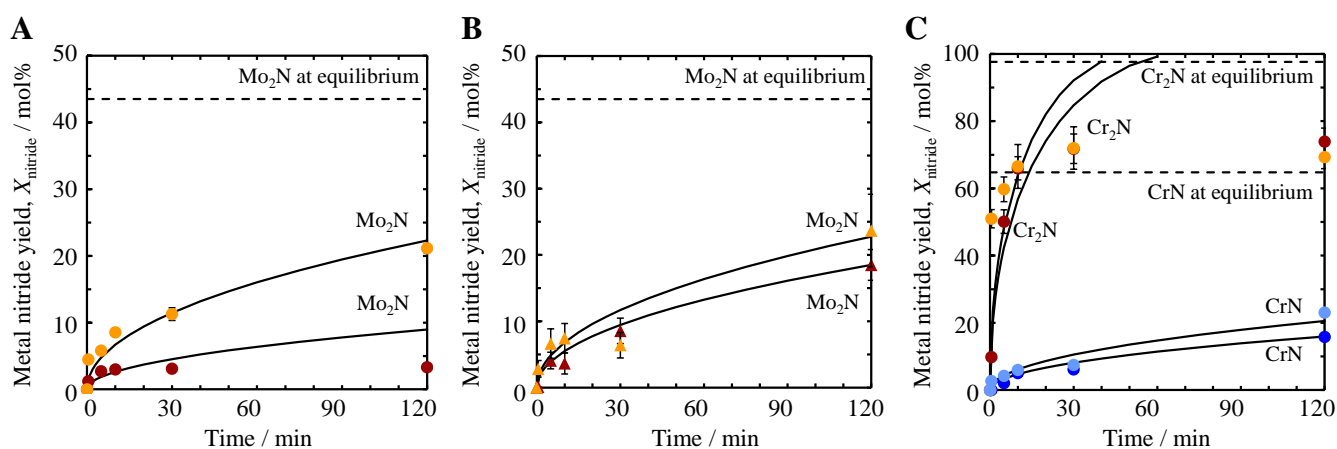 A
Metal nitride yield, X_nitride / mol%
50
40
30
20
10
0
Mo₂N at equilibrium
Mo₂N
Mo₂N
0 30 60 90 120
Time / min
B
Metal nitride yield, X_nitride / mol%
50
40
30
20
10
0
Mo₂N at equilibrium
Mo₂N
Mo₂N
0 30 60 90 120
Time / min
C
Metal nitride yield, X_nitride / mol%
100
80
60
40
20
0
Cr₂N at equilibrium
Cr₂N
CrN at equilibrium
Cr₂N
CrN
CrN
0 30 60 90 120
Time / min